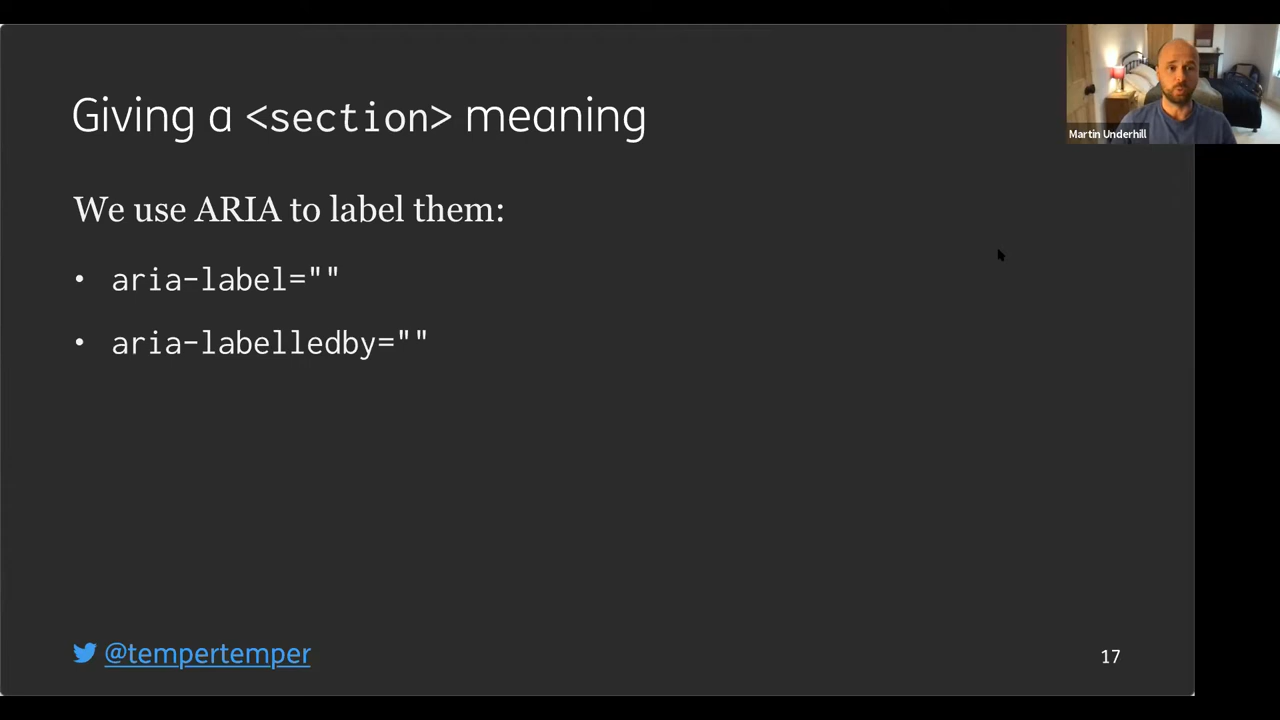 Giving a <section> meaning
Martin Underhill
We use ARIA to label them:
• aria-label=""
• aria-labelledby=""
@tempertemper
17